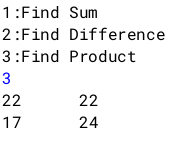 1:Find Sum
2:Find Difference
3:Find Product
3
22      22
17      24